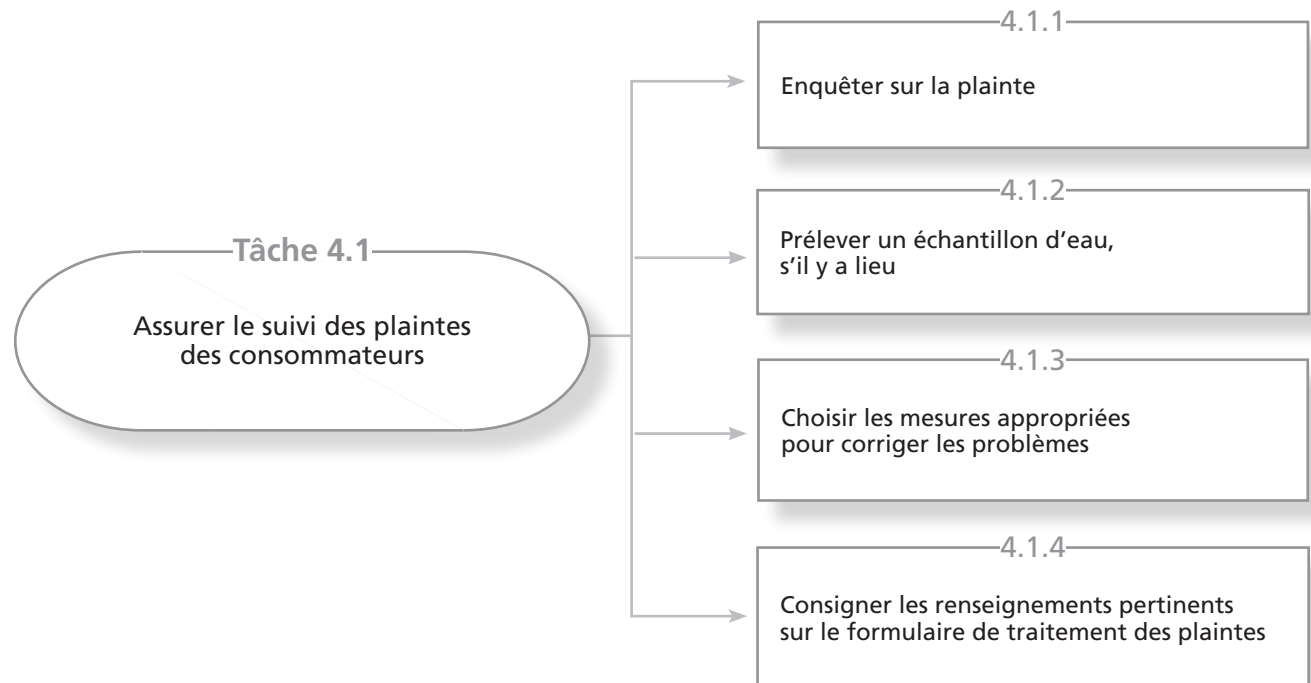 Tâche 4.1
Assurer le suivi des plaintes
des consommateurs
4.1.1
Enquêter sur la plainte
4.1.2
Prélever un échantillon d’eau,
s’il y a lieu
4.1.3
Choisir les mesures appropriées
pour corriger les problèmes
4.1.4
Consigner les renseignements pertinents
sur le formulaire de traitement des plaintes